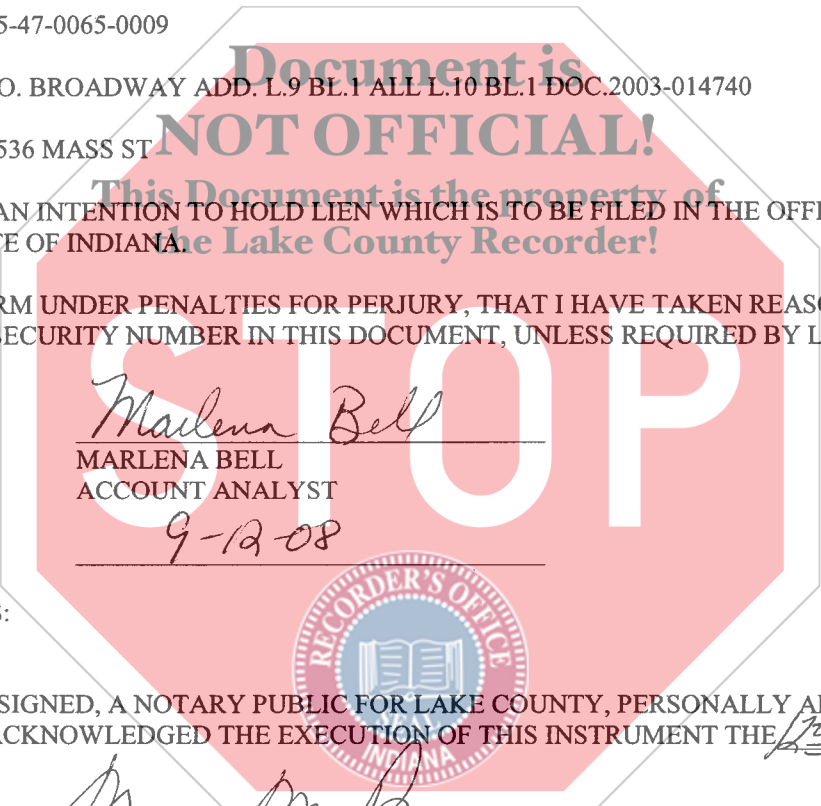 5-47-0065-0009
Document is
O. BROADWAY ADD. L.9 BL.1 ALL L.10 BL.1 DOC.2003-014740
NOT OFFICIAL!
536 MASS ST
This Document is the property of
AN INTENTION TO HOLD LIEN WHICH IS TO BE FILED IN THE OFFI
the Lake County Recorder!
TE OF INDIANA.
RM UNDER PENALTIES FOR PERJURY, THAT I HAVE TAKEN REASO
SECURITY NUMBER IN THIS DOCUMENT, UNLESS REQUIRED BY L
STOP
Marlena Bell
MARLENA BELL
ACCOUNT ANALYST
9-12-08
S:
RECORDER'S OFFICE
SEAL
INDIANA
SIGNED, A NOTARY PUBLIC FOR LAKE COUNTY, PERSONALLY A
ACKNOWLEDGED THE EXECUTION OF THIS INSTRUMENT THE